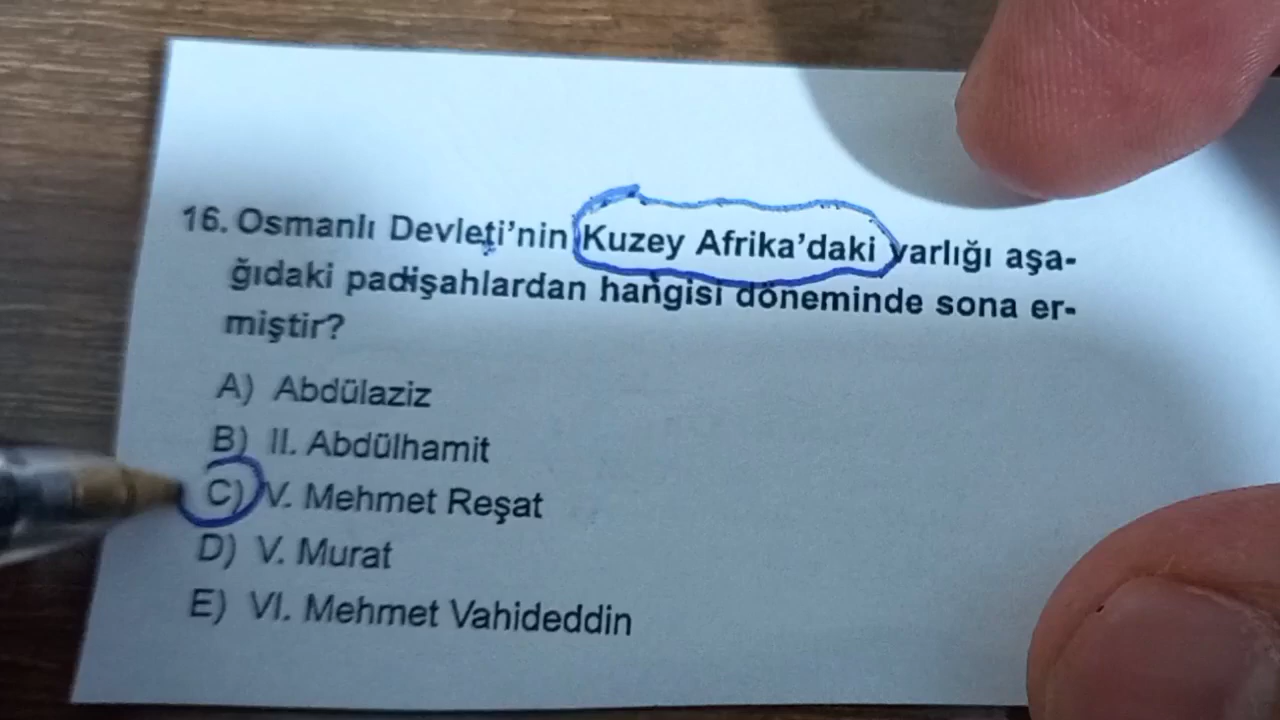 16. Osmanlı Devleti'nin Kuzey Afrika'daki varlığı aşa-
ğıdaki padişahlardan hangisi döneminde sona er-
miştir?
A) Abdülaziz
B) II. Abdülhamit
C) V. Mehmet Reşat
D) V. Murat
E) VI. Mehmet Vahideddin